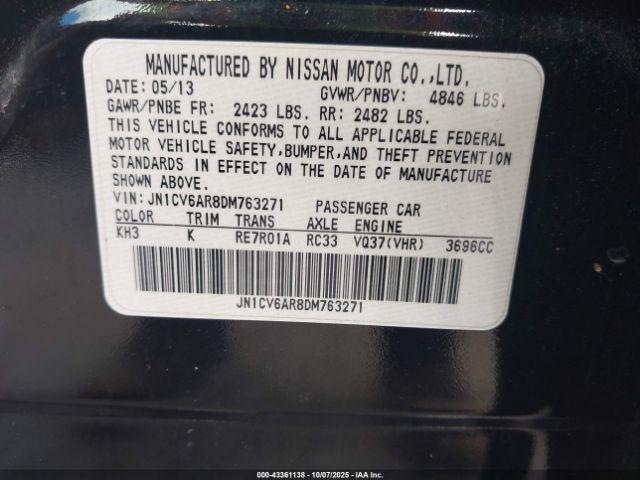 MANUFACTURED BY NISSAN MOTOR CO.,LTD.
DATE: 05/13 GVWR/PNBV: 4846 LBS.
GAWR/PNBE FR: 2423 LBS. RR: 2482 LBS.
THIS VEHICLE CONFORMS TO ALL APPLICABLE FEDERAL
MOTOR VEHICLE SAFETY,BUMPER,AND THEFT PREVENTION
STANDARDS IN EFFECT ON THE DATE OF MANUFACTURE
SHOWN ABOVE.
VIN: JN1CV6AR8DM763271 PASSENGER CAR
COLOR TRIM TRANS AXLE ENGINE
KH3 K RE7R01A RC33 VQ37(VHR) 3696CC
JN1CV6AR8DM763271
000-43361138 - 10/07/2025 - IAA Inc.